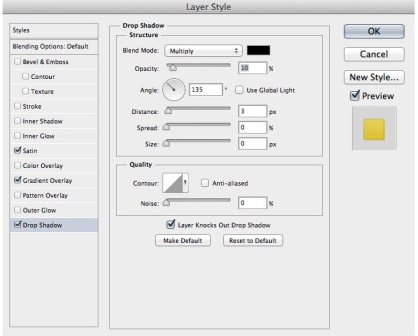 Layer Style
Styles
Blending Options: Default
Bevel & Emboss
Contour
Texture
Stroke
Inner Shadow
Inner Glow
Satin
Color Overlay
Gradient Overlay
Pattern Overlay
Outer Glow
Drop Shadow
Drop Shadow
Structure
Blend Mode: Multiply
Opacity: 10 %
Angle: 135 ° Use Global Light
Distance: 3 px
Spread: 0 %
Size: 0 px
Quality
Contour: Anti-aliased
Noise: 0 %
Layer Knocks Out Drop Shadow
Make Default Reset to Default
OK
Cancel
New Style...
Preview